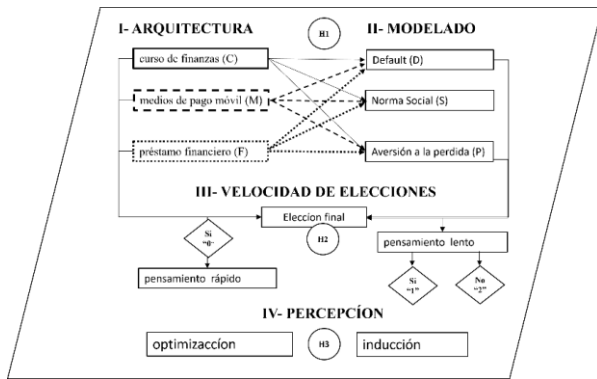 I- ARQUITECTURA
H1
II- MODELADO
curso de finanzas (C)
Default (D)
medios de pago móvil (M)
Norma Social (S)
prèstamo financiero (F)
Aversión a la perdida (P)
III- VELOCIDAD DE ELECCIONES
Eleccion final
Si
"0"
H2
pensamiento lento
pensamiento rápido
Si
"1"
No
"2"
IV- PERCEPCÍON
optimizaccíon
H3
inducción